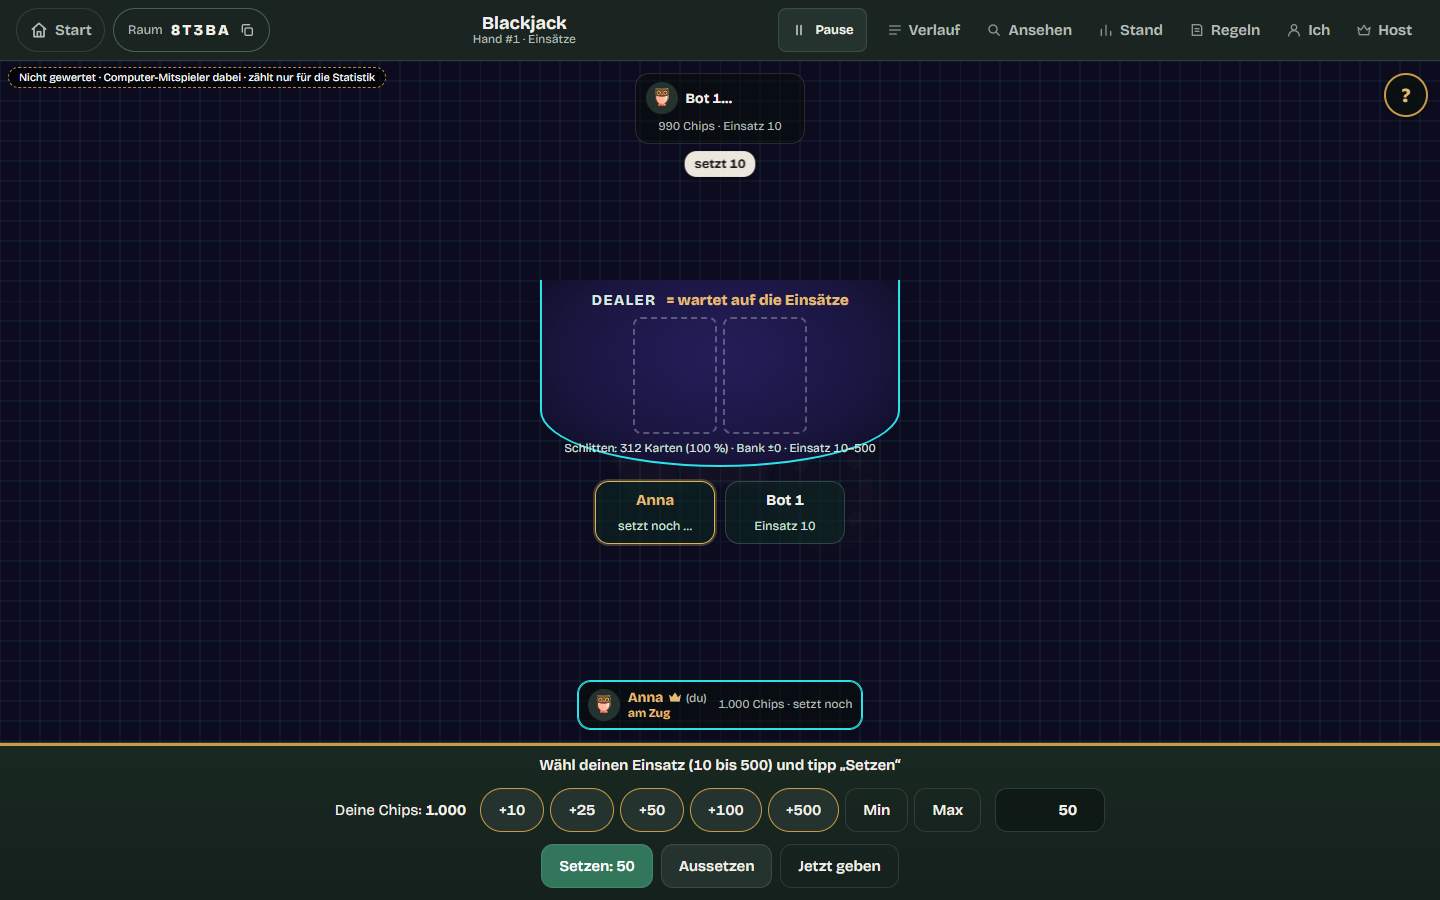 Start
Raum 8T3BA
Blackjack
Hand #1 · Einsätze
Pause
Verlauf
Ansehen
Stand
Regeln
Ich
Host
Nicht gewertet · Computer-Mitspieler dabei · zählt nur für die Statistik
?
Bot 1...
990 Chips · Einsatz 10
setzt 10
DEALER = wartet auf die Einsätze
Schlitten: 312 Karten (100 %) · Bank ±0 · Einsatz 10–500
Anna
setzt noch ...
Bot 1
Einsatz 10
Anna (du)
am Zug
1.000 Chips · setzt noch
Wähl deinen Einsatz (10 bis 500) und tipp „Setzen“
Deine Chips: 1.000
+10
+25
+50
+100
+500
Min
Max
50
Setzen: 50
Aussetzen
Jetzt geben